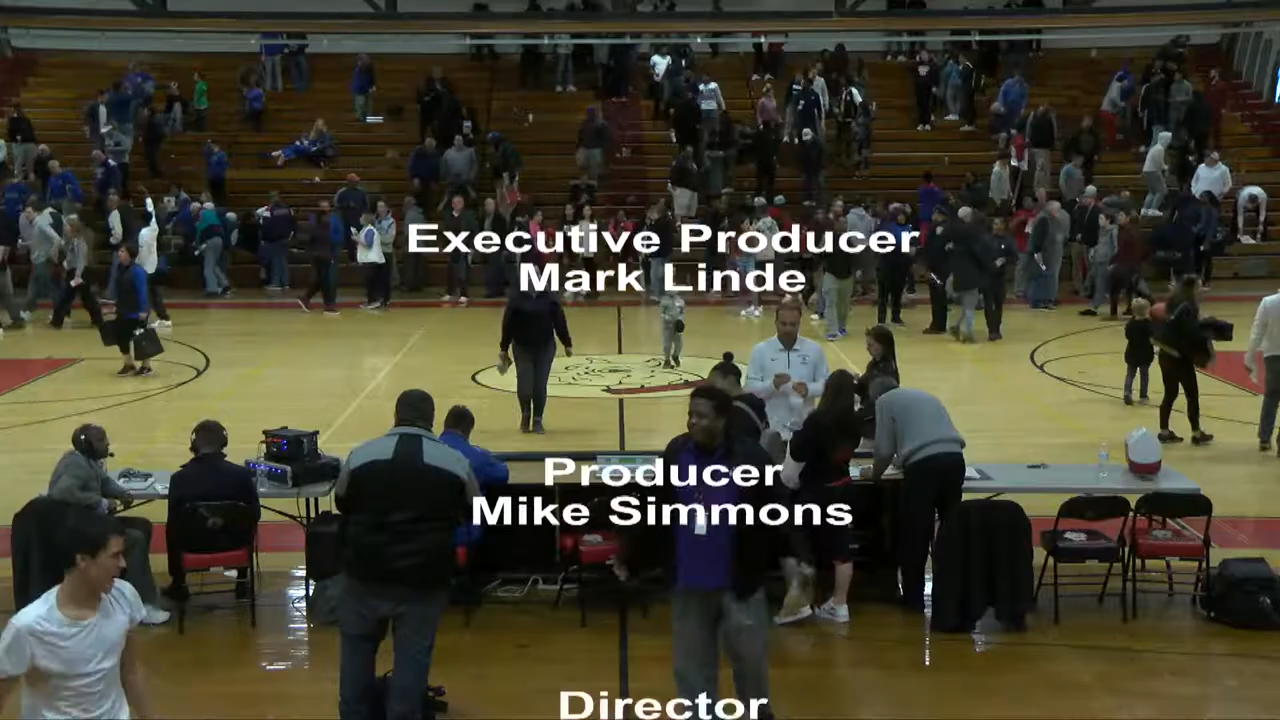 Executive Producer
Mark Linde
Producer
Mike Simmons
Director